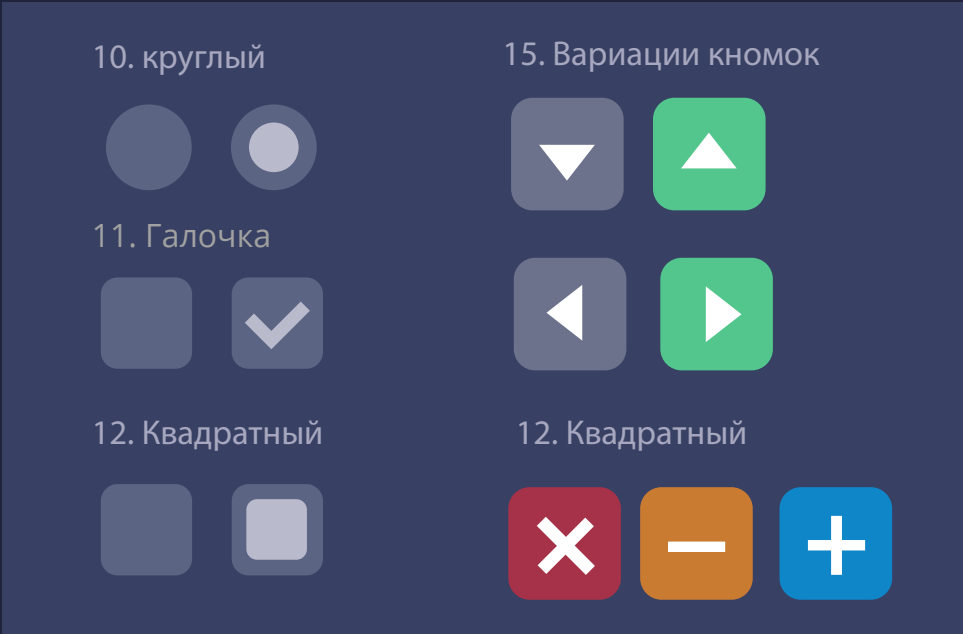 10. круглый
11. Галочка
12. Квадратный
15. Вариации кномок
12. Квадратный